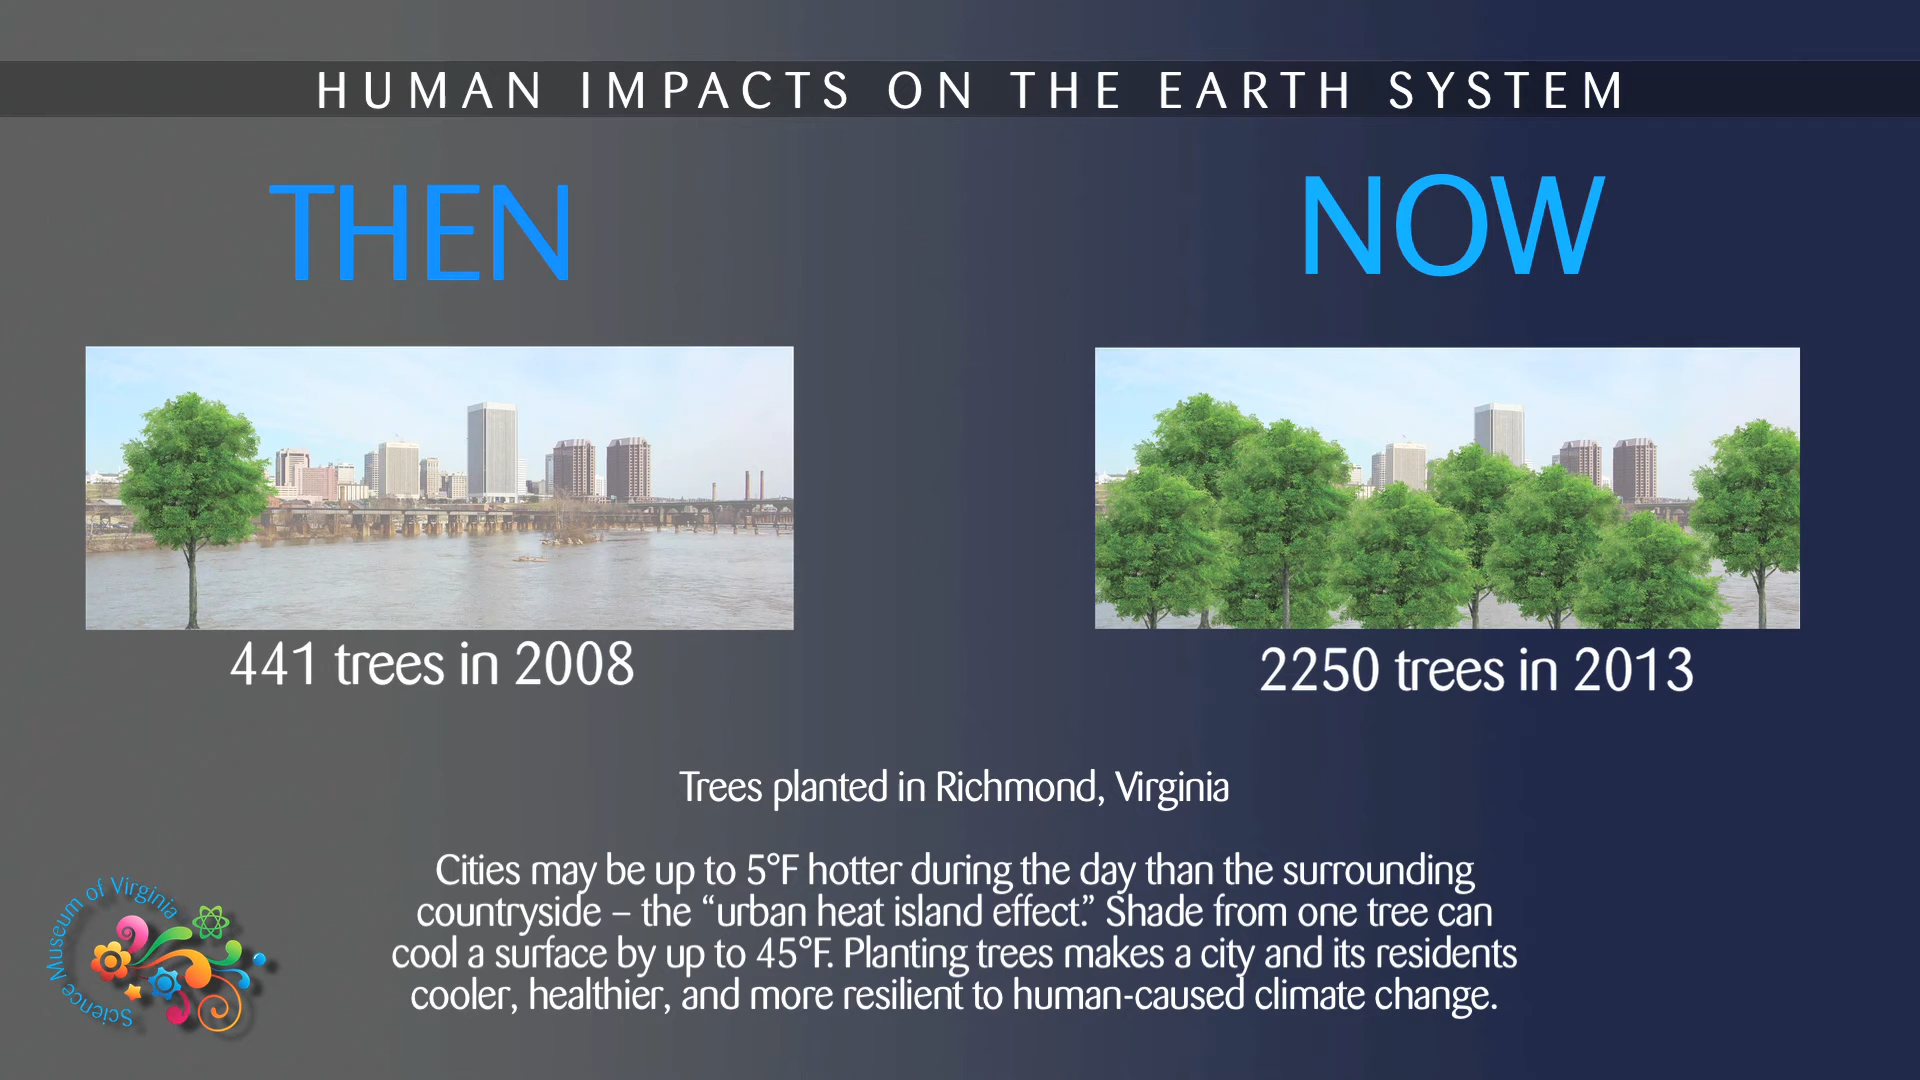 HUMAN IMPACTS ON THE EARTH SYSTEM
THEN
NOW
441 trees in 2008
2250 trees in 2013
Trees planted in Richmond, Virginia
Cities may be up to 5°F hotter during the day than the surrounding
countryside – the “urban heat island effect.” Shade from one tree can
cool a surface by up to 45°F. Planting trees makes a city and its residents
cooler, healthier, and more resilient to human-caused climate change.
Science Museum of Virginia